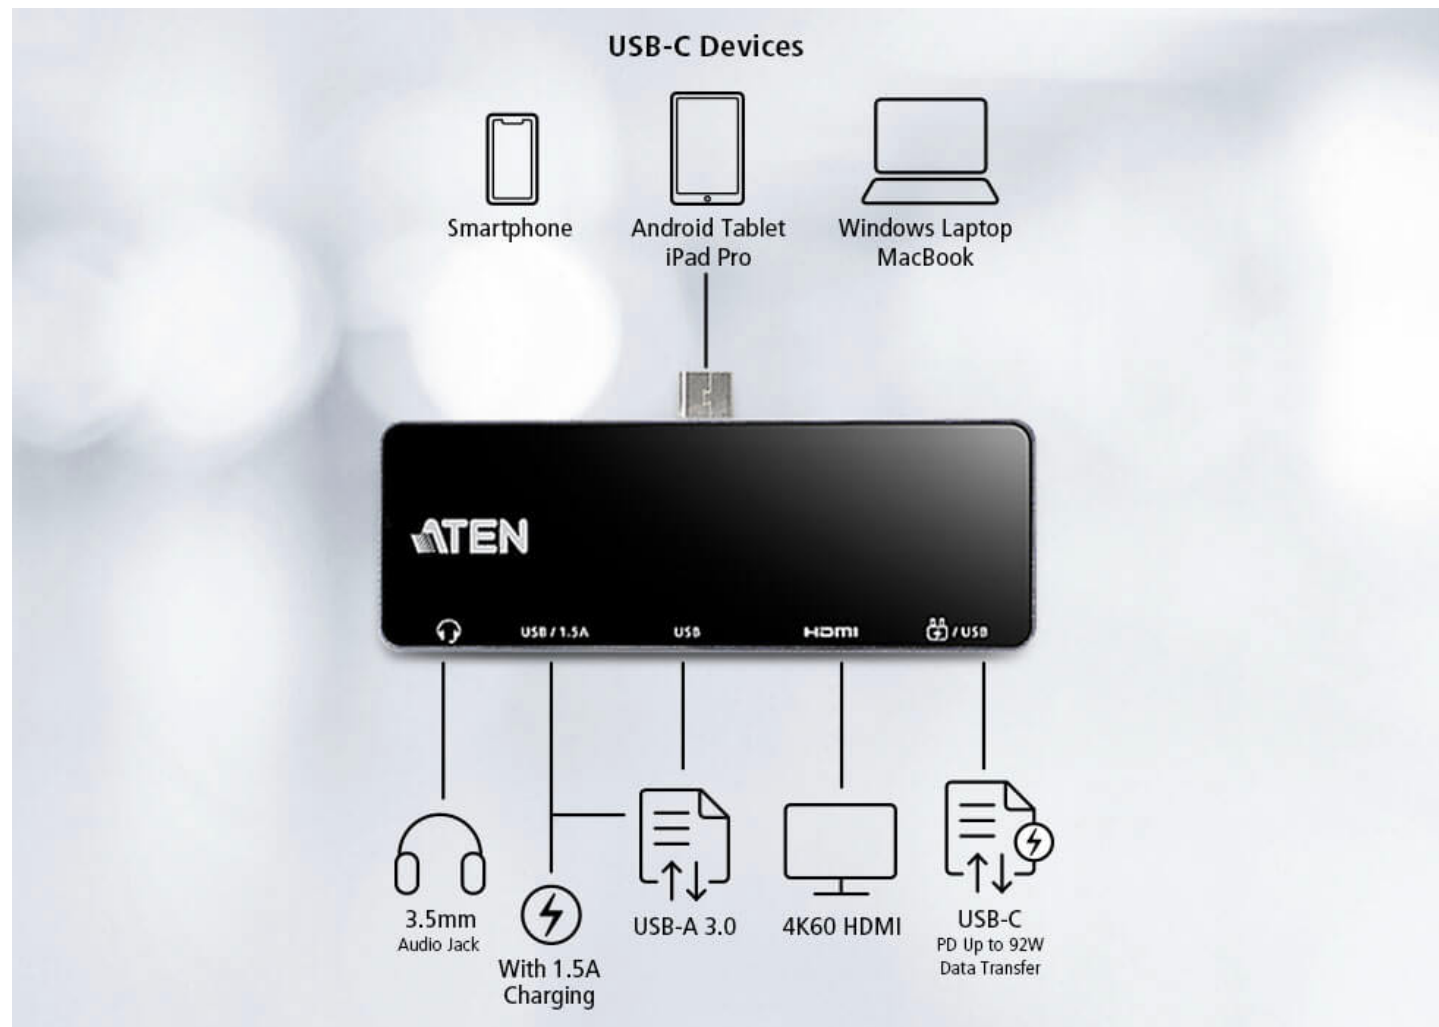 USB-C Devices
Smartphone
Android Tablet
iPad Pro
Windows Laptop
MacBook
ATEN
USB / 1.5A
USB
HDMI
/ USB
3.5mm
Audio Jack
With 1.5A
Charging
USB-A 3.0
4K60 HDMI
USB-C
PD Up to 92W
Data Transfer